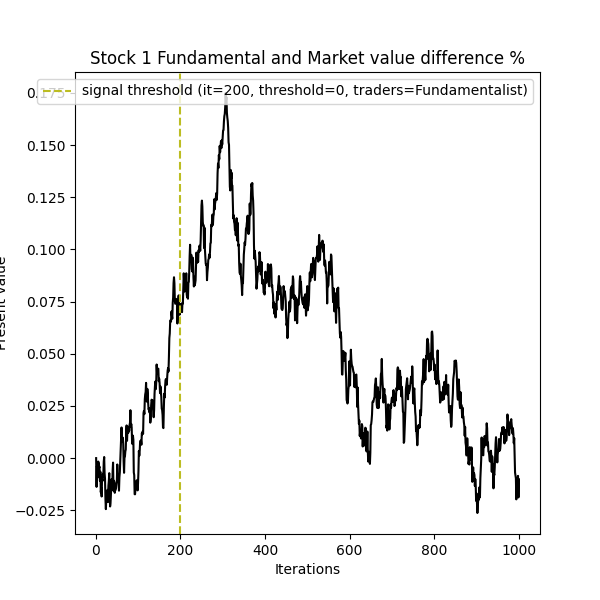 Stock 1 Fundamental and Market value difference %
signal threshold (it=200, threshold=0, traders=Fundamentalist)
0.175
0.150
0.125
0.100
0.075
0.050
0.025
0.000
−0.025
Present value
0 200 400 600 800 1000
Iterations